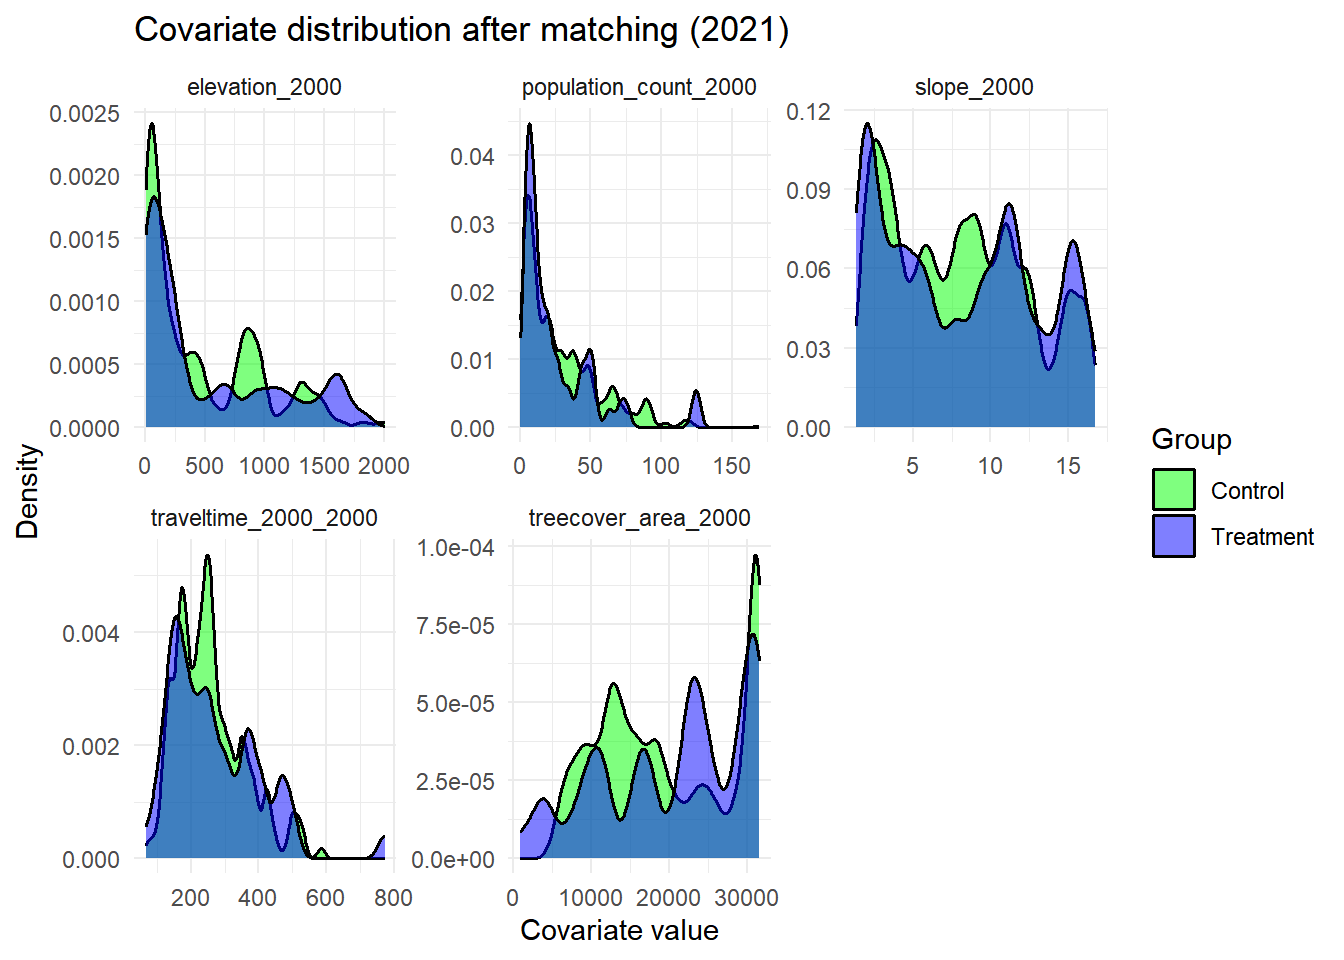 Covariate distribution after matching (2021)
elevation_2000
population_count_2000
slope_2000
0.0025
0.0020
0.0015
0.0010
0.0005
0.0000
0 500 1000 1500 2000
0.04
0.03
0.02
0.01
0.00
0 50 100 150
0.12
0.09
0.06
0.03
0.00
5 10 15
Density
traveltime_2000_2000
treecover_area_2000
0.004
0.002
0.000
200 400 600 800
1.0e-04
7.5e-05
5.0e-05
2.5e-05
0.0e+00
0 10000 20000 30000
Covariate value
Group
Control
Treatment